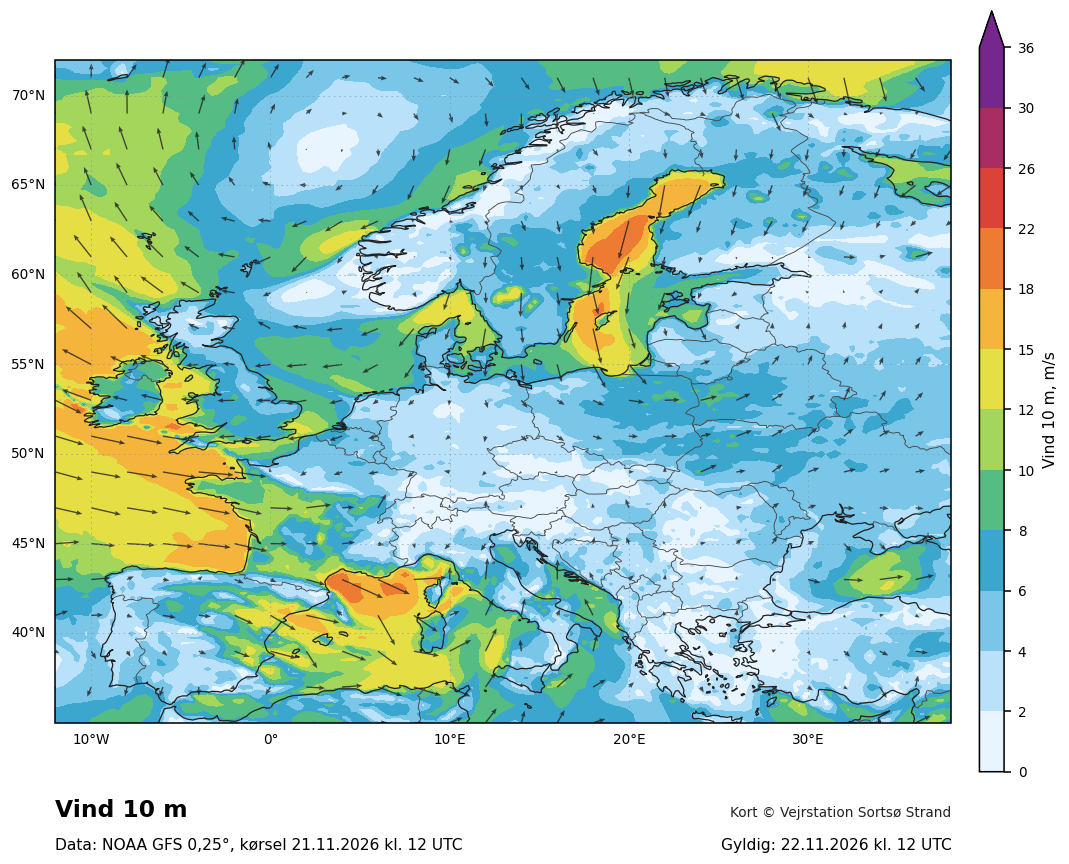 70°N
65°N
60°N
55°N
50°N
45°N
40°N
10°W 0° 10°E 20°E 30°E
36
30
26
22
18
15
12
10
8
6
4
2
0
Vind 10 m, m/s
Vind 10 m
Kort © Vejrstation Sortsø Strand
Data: NOAA GFS 0,25°, kørsel 21.11.2026 kl. 12 UTC
Gyldig: 22.11.2026 kl. 12 UTC